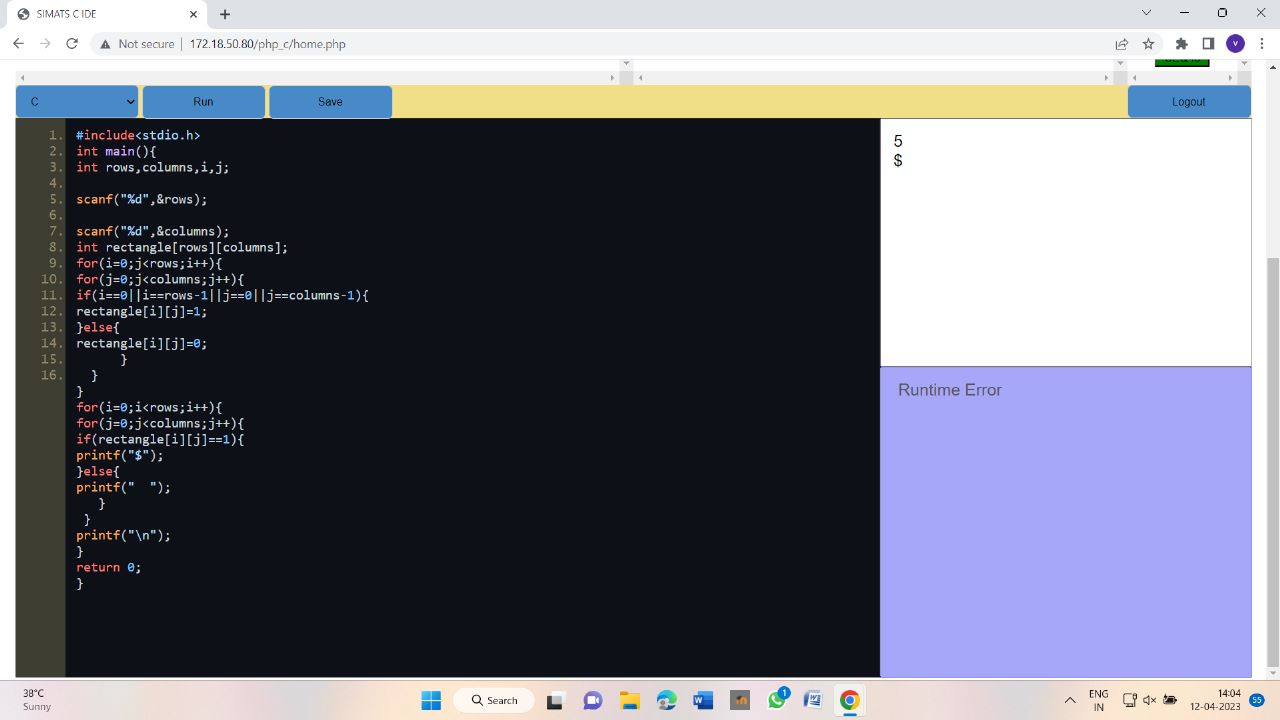 SIMATS C IDE
Not secure
172.18.50.80/php_c/home.php
V
C
Run
Save
Logout
1. #include<stdio.h>
2. int main(){
3. int rows,columns,i,j;
4.
5. scanf("%d",&rows);
6.
7. scanf("%d",&columns);
8. int rectangle[rows][columns];
9. for(i=0;j<rows;i++){
10. for(j=0;j<columns;j++){
11. if(i==0||i==rows-1||j==0||j==columns-1){
12. rectangle[i][j]=1;
13. }else{
14. rectangle[i][j]=0;
15. }
16. }
}
for(i=0;i<rows;i++){
for(j=0;j<columns;j++){
if(rectangle[i][j]==1){
printf("$");
}else{
printf("  ");
}
}
printf("\n");
}
return 0;
}
5
$
Runtime Error
38°C
Sunny
Search
1
ENG
IN
14:04
12-04-2023
55